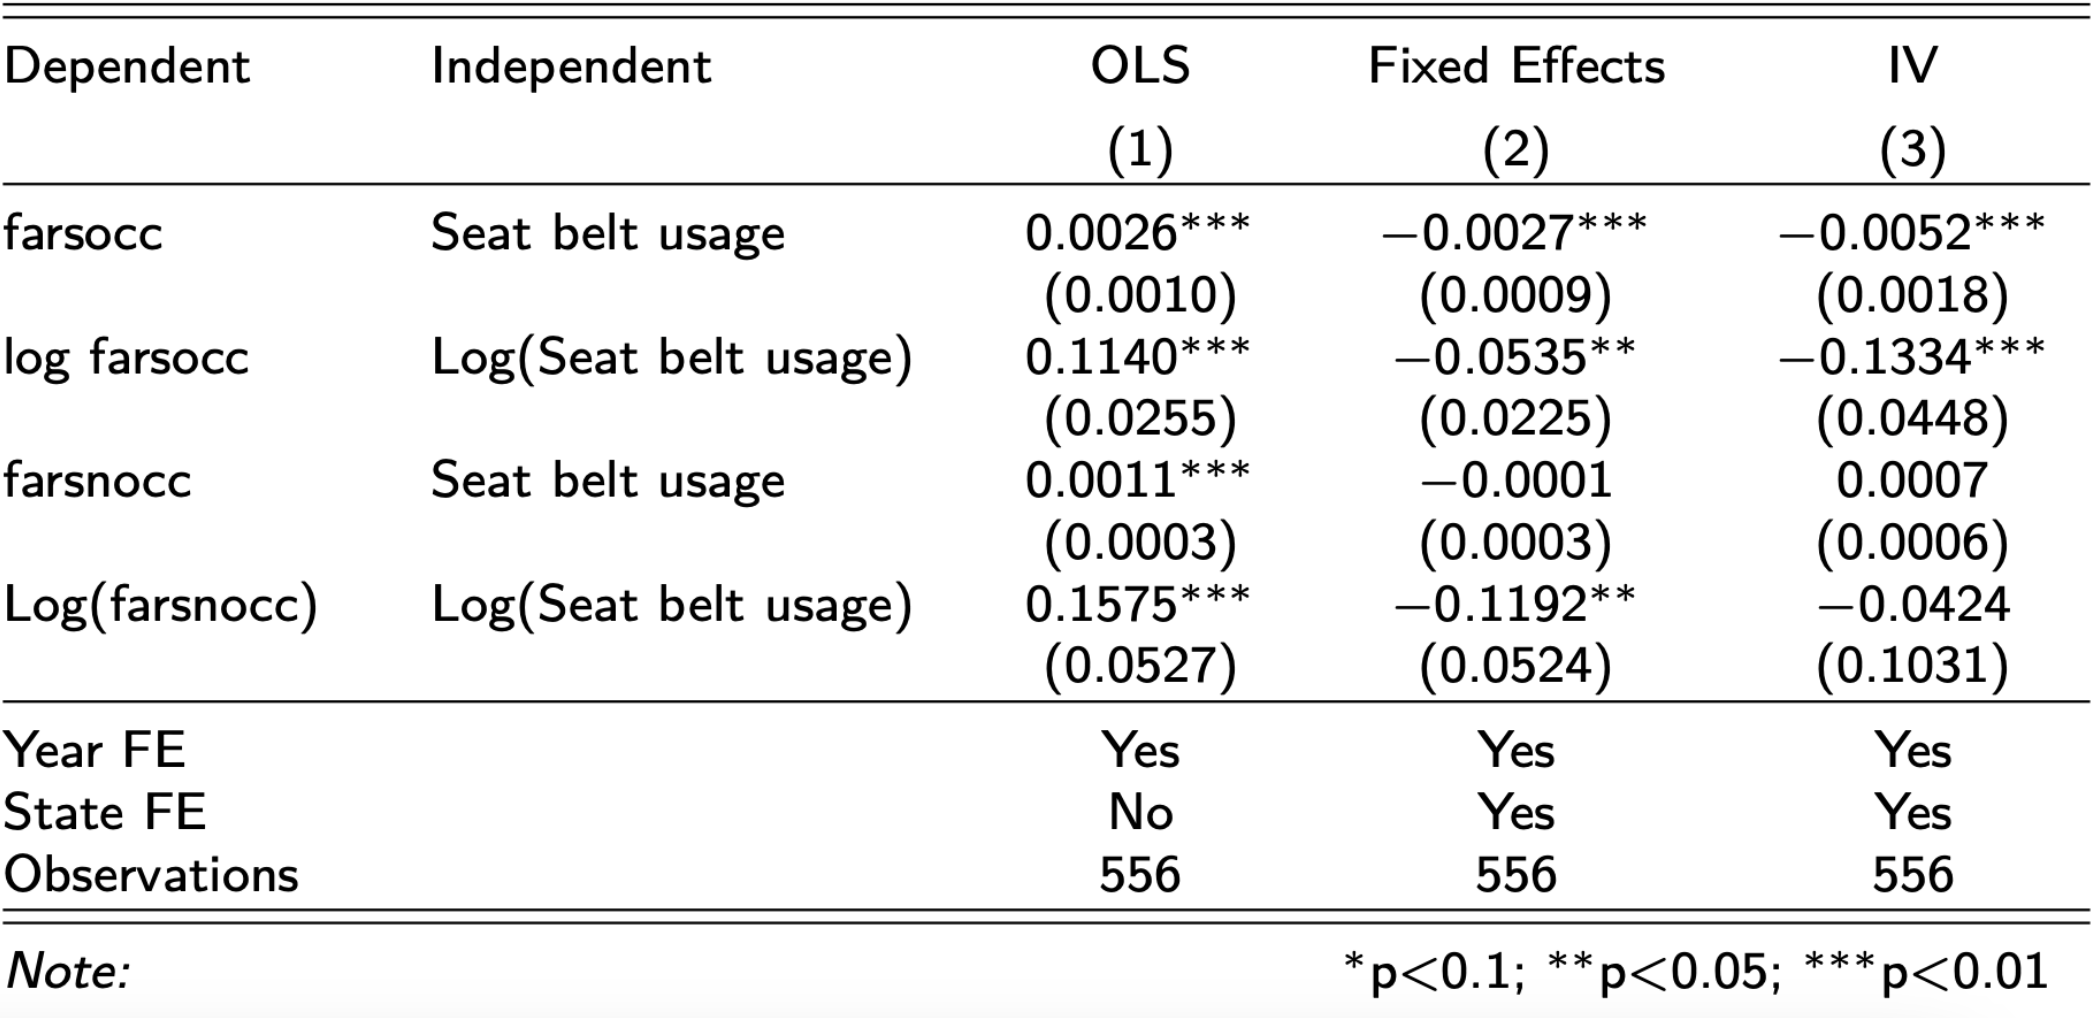 Dependent Independent OLS Fixed Effects IV
(1) (2) (3)
farsocc Seat belt usage 0.0026*** −0.0027*** −0.0052***
(0.0010) (0.0009) (0.0018)
log farsocc Log(Seat belt usage) 0.1140*** −0.0535** −0.1334***
(0.0255) (0.0225) (0.0448)
farsnocc Seat belt usage 0.0011*** −0.0001 0.0007
(0.0003) (0.0003) (0.0006)
Log(farsnocc) Log(Seat belt usage) 0.1575*** −0.1192** −0.0424
(0.0527) (0.0524) (0.1031)
Year FE Yes Yes Yes
State FE No Yes Yes
Observations 556 556 556
Note: *p<0.1; **p<0.05; ***p<0.01